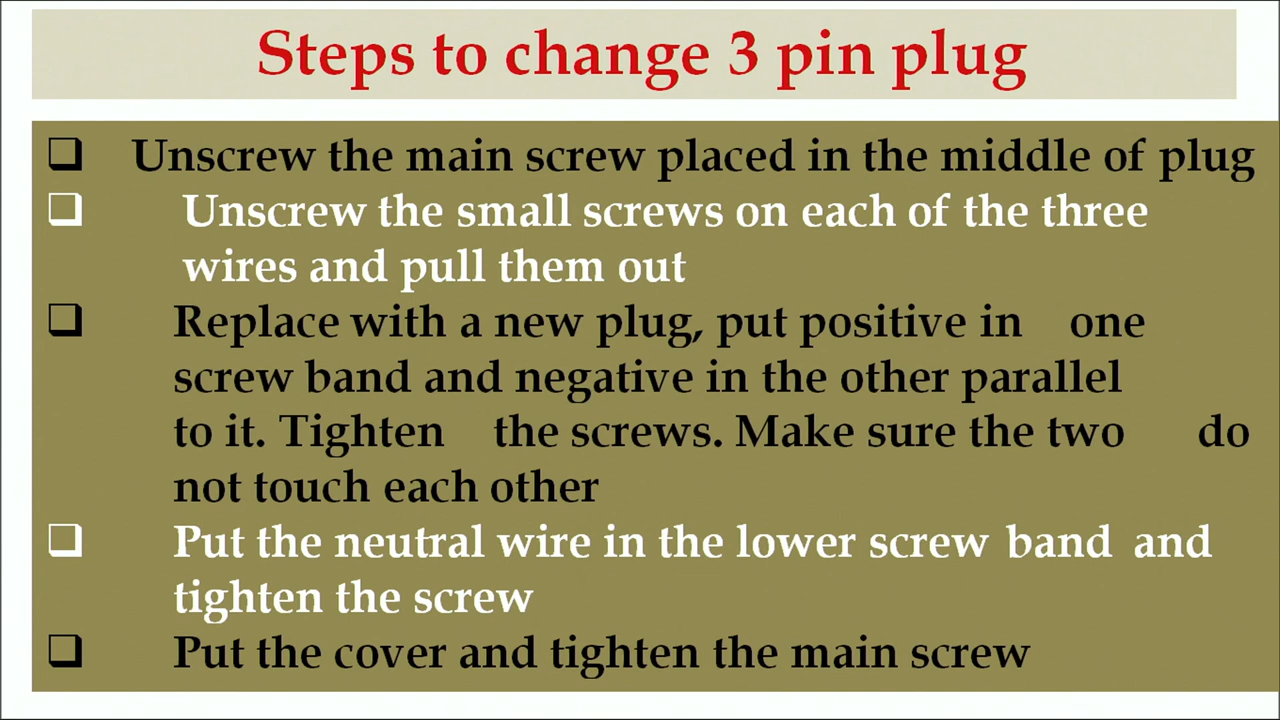 Steps to change 3 pin plug
❑ Unscrew the main screw placed in the middle of plug
❑ Unscrew the small screws on each of the three
wires and pull them out
❑ Replace with a new plug, put positive in one
screw band and negative in the other parallel
to it. Tighten the screws. Make sure the two do
not touch each other
❑ Put the neutral wire in the lower screw band and
tighten the screw
❑ Put the cover and tighten the main screw